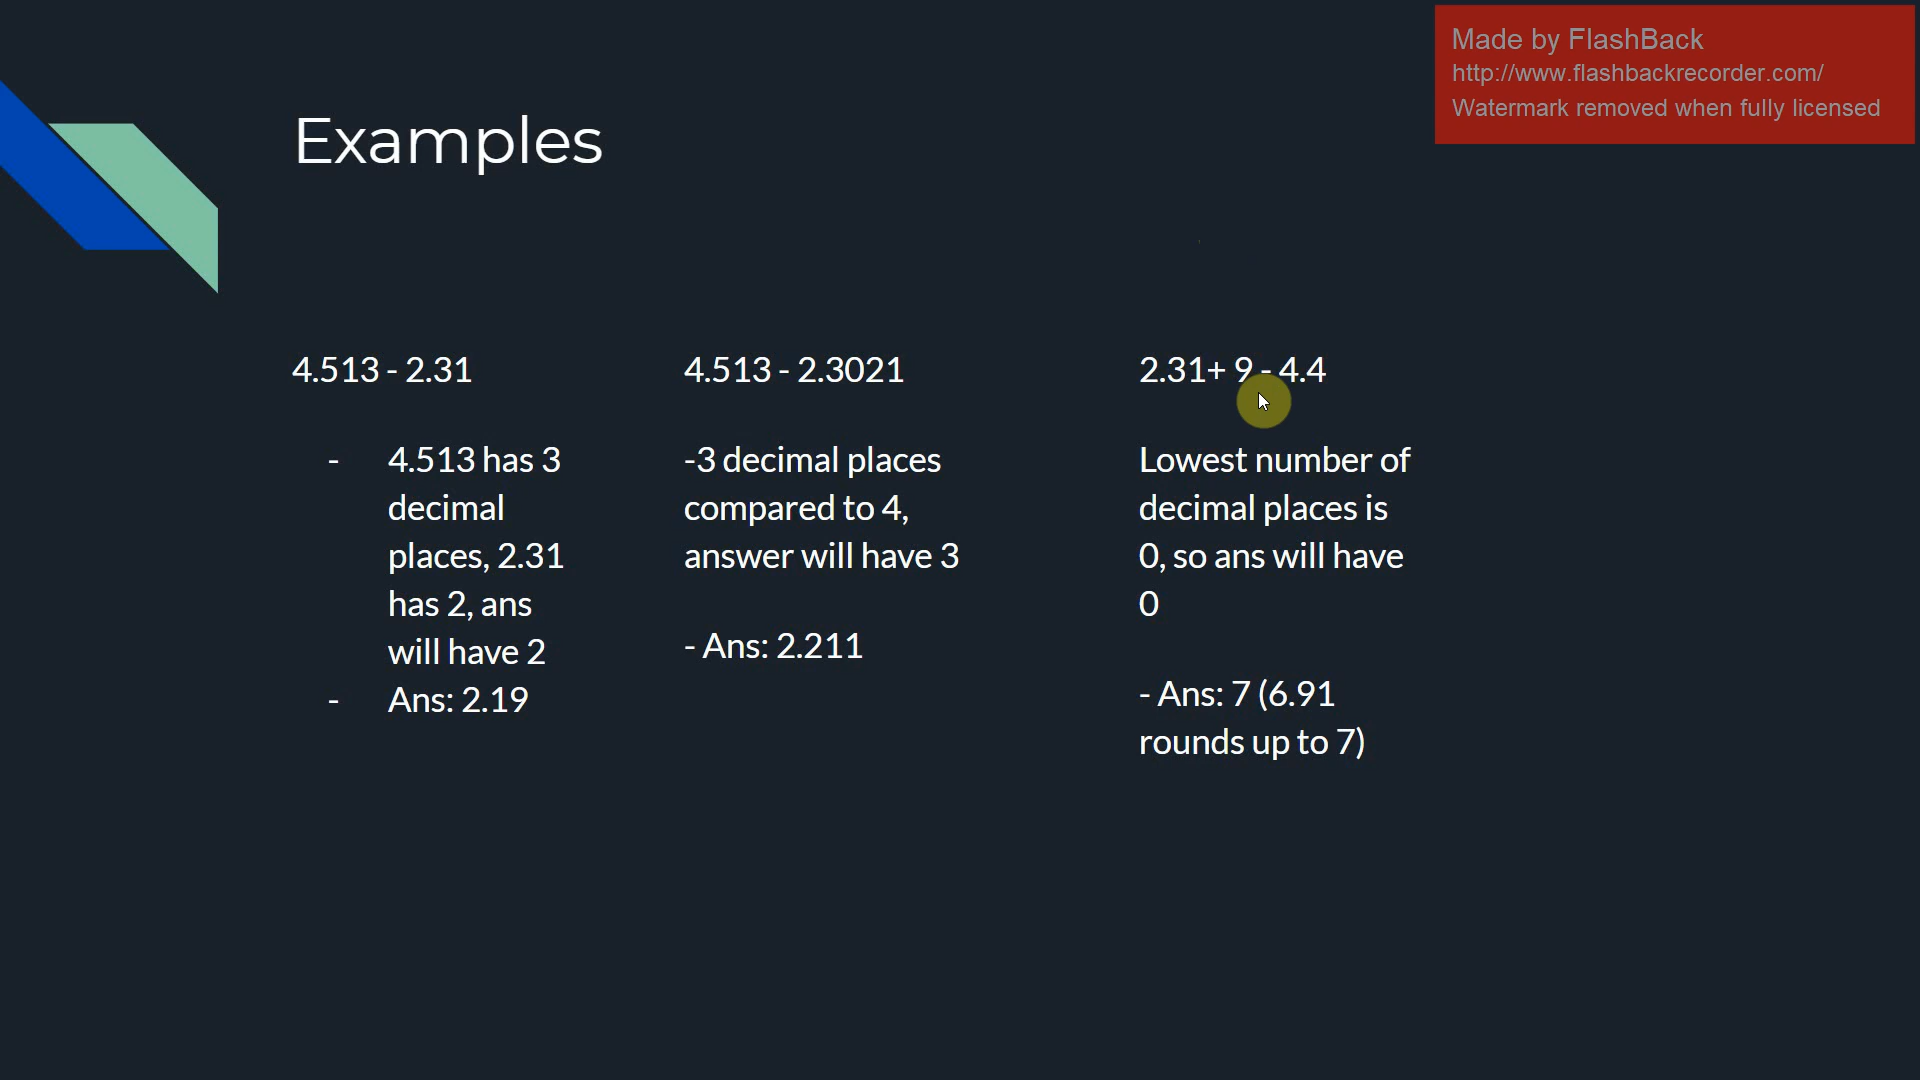 Made by FlashBack
http://www.flashbackrecorder.com/
Watermark removed when fully licensed
Examples
4.513 - 2.31
- 4.513 has 3
decimal
places, 2.31
has 2, ans
will have 2
- Ans: 2.19
4.513 - 2.3021
-3 decimal places
compared to 4,
answer will have 3
- Ans: 2.211
2.31+ 9 - 4.4
Lowest number of
decimal places is
0, so ans will have
0
- Ans: 7 (6.91
rounds up to 7)